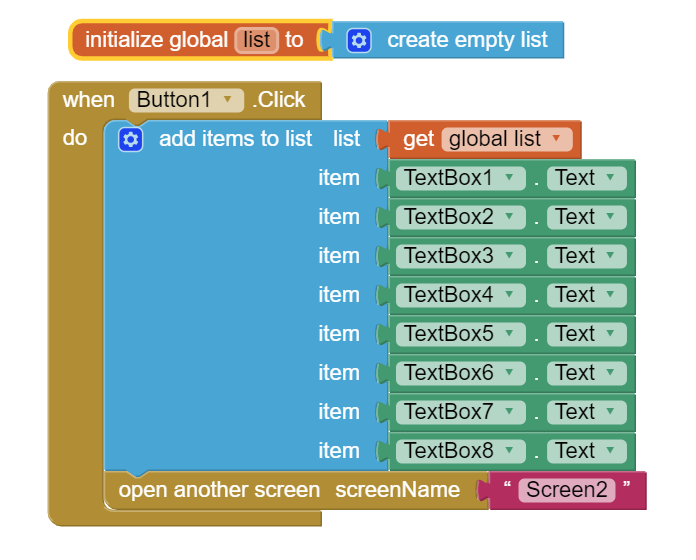 initialize global list to create empty list
when Button1 .Click
do add items to list list get global list
item TextBox1 . Text
item TextBox2 . Text
item TextBox3 . Text
item TextBox4 . Text
item TextBox5 . Text
item TextBox6 . Text
item TextBox7 . Text
item TextBox8 . Text
open another screen screenName “ Screen2 ”